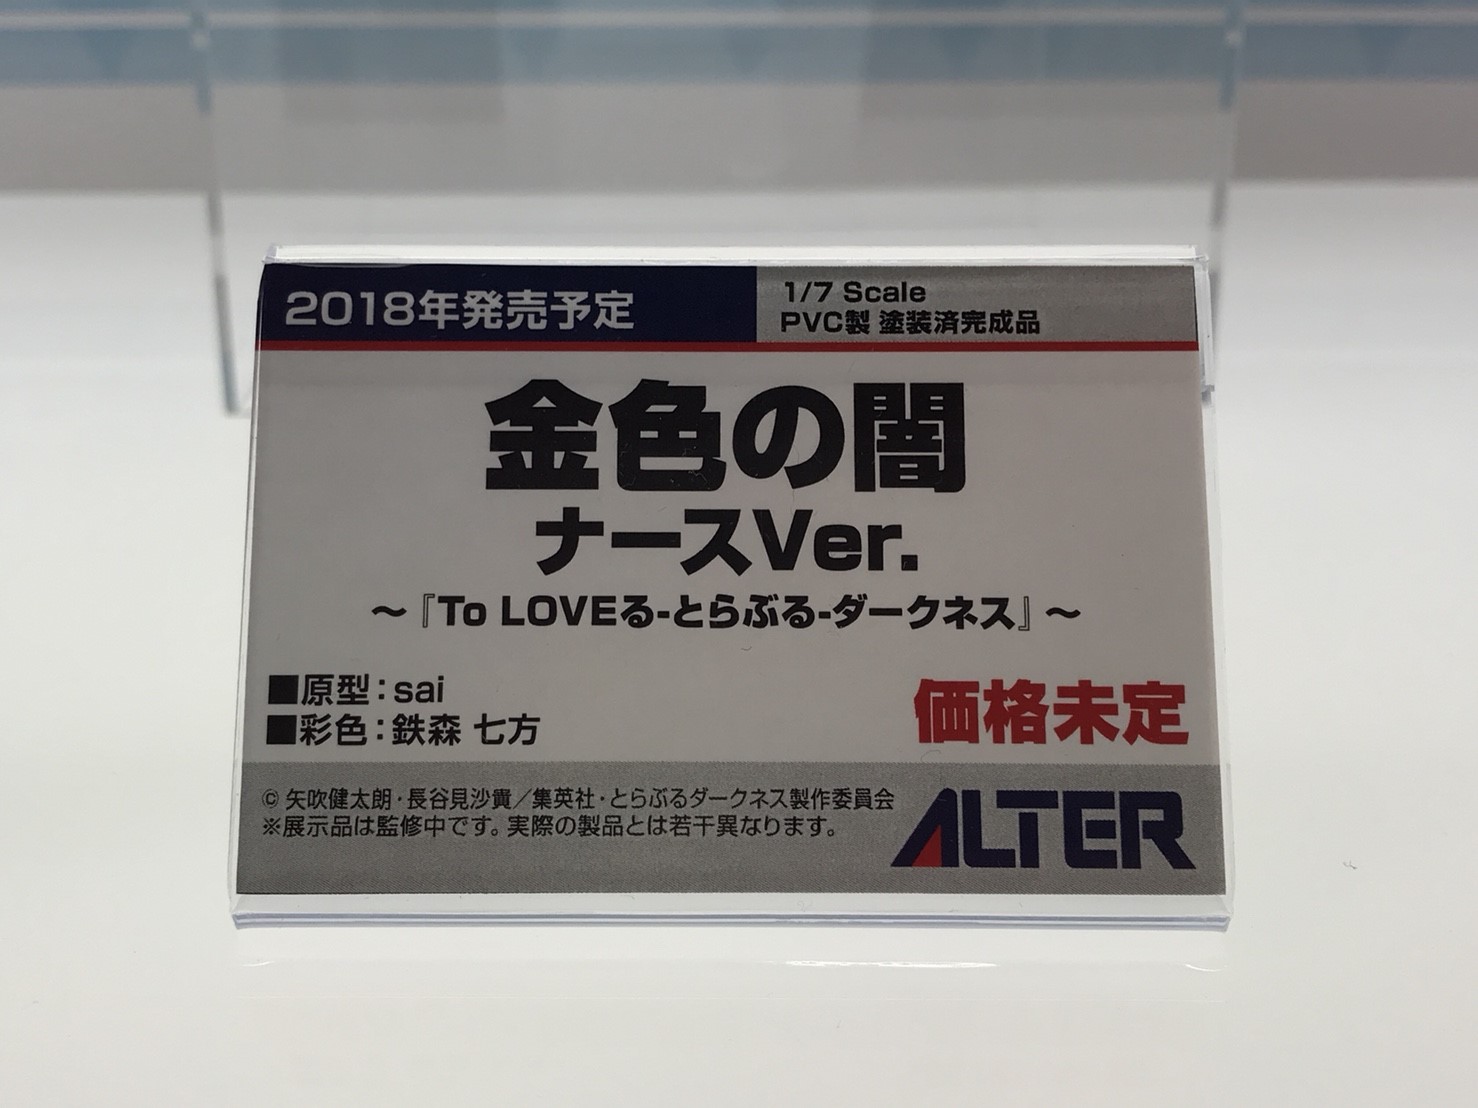 2018年発売予定
1/7 Scale
PVC製 塗装済完成品
金色の闇
ナースVer.
～『To LOVEる-とらぶる-ダークネス』～
■原型：sai
■彩色：鉄森 七方
価格未定
© 矢吹健太朗・長谷見沙貴／集英社・とらぶるダークネス製作委員会
※展示品は監修中です。実際の製品とは若干異なります。
ALTER